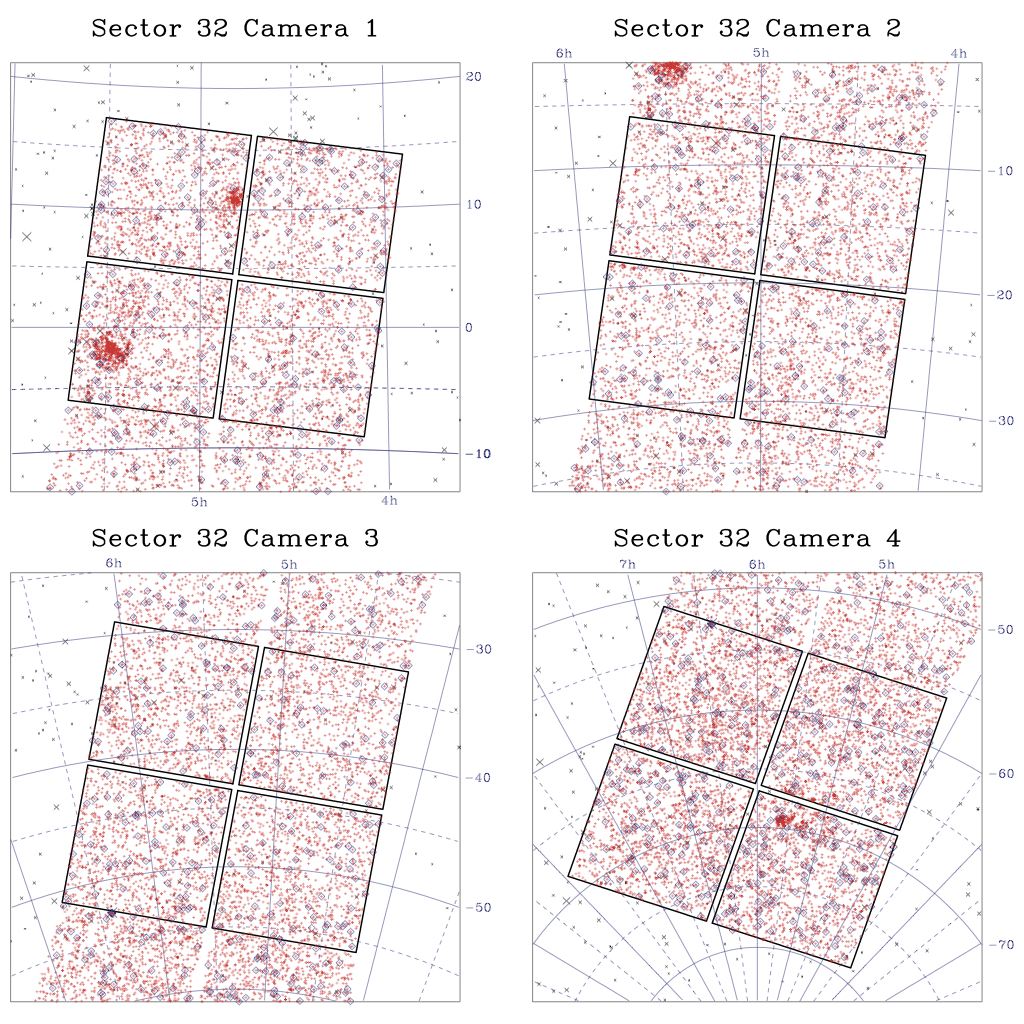 Sector 32 Camera 1
20
10
0
-10
5h
4h
Sector 32 Camera 2
6h
5h
4h
-10
-20
-30
Sector 32 Camera 3
6h
5h
-30
-40
-50
Sector 32 Camera 4
7h
6h
5h
-50
-60
-70